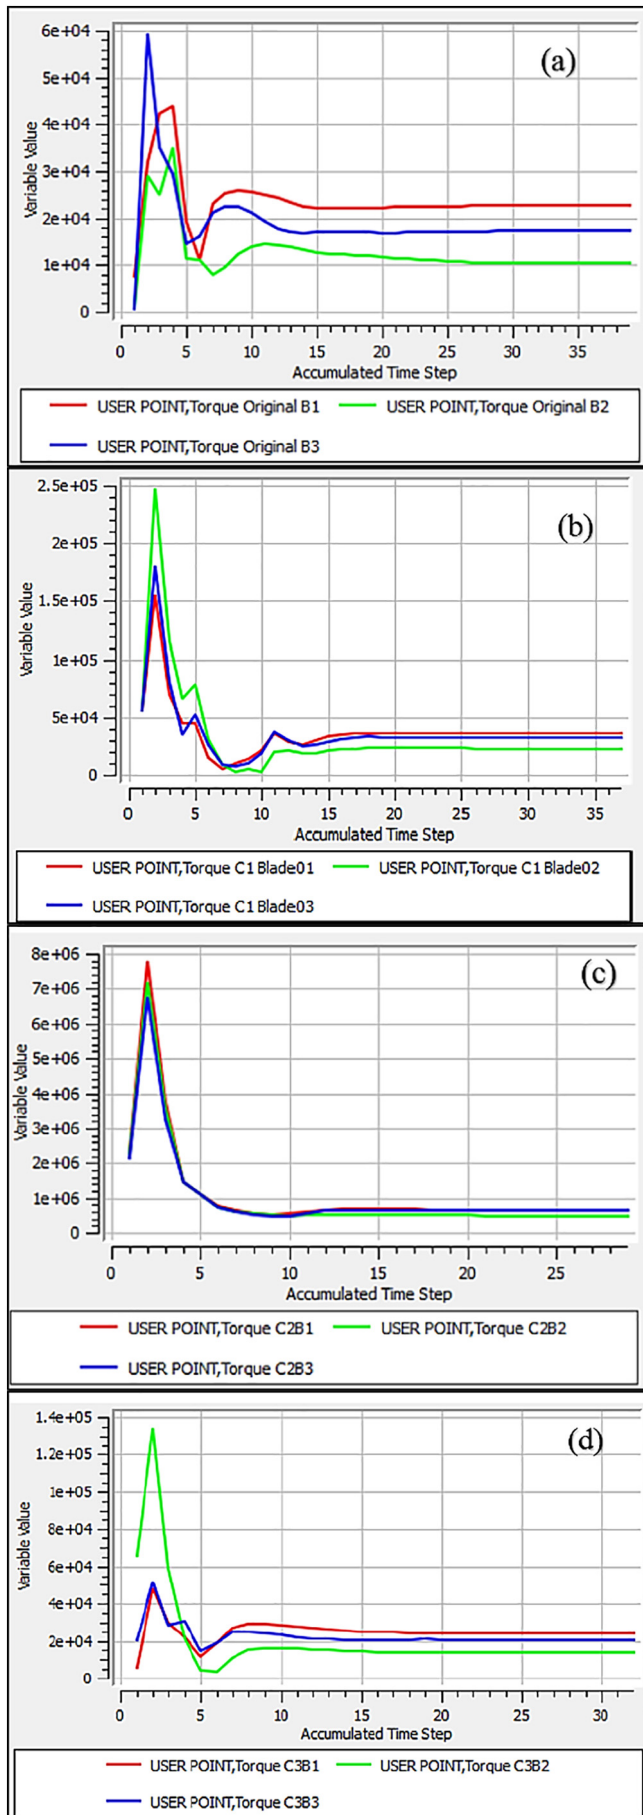 6e+04
(a)
5e+04
4e+04
3e+04
2e+04
1e+04
0
Variable Value
0 5 10 15 20 25 30 35
Accumulated Time Step
USER POINT,Torque Original B1 USER POINT,Torque Original B2
USER POINT,Torque Original B3
2.5e+05
(b)
2e+05
1.5e+05
1e+05
5e+04
0
Variable Value
0 5 10 15 20 25 30 35
Accumulated Time Step
USER POINT,Torque C1 Blade01 USER POINT,Torque C1 Blade02
USER POINT,Torque C1 Blade03
8e+06
(c)
7e+06
6e+06
5e+06
4e+06
3e+06
2e+06
1e+06
0
Variable Value
0 5 10 15 20 25
Accumulated Time Step
USER POINT,Torque C2B1 USER POINT,Torque C2B2
USER POINT,Torque C2B3
1.4e+05
(d)
1.2e+05
1e+05
8e+04
6e+04
4e+04
2e+04
0
Variable Value
0 5 10 15 20 25 30
Accumulated Time Step
USER POINT,Torque C3B1 USER POINT,Torque C3B2
USER POINT,Torque C3B3